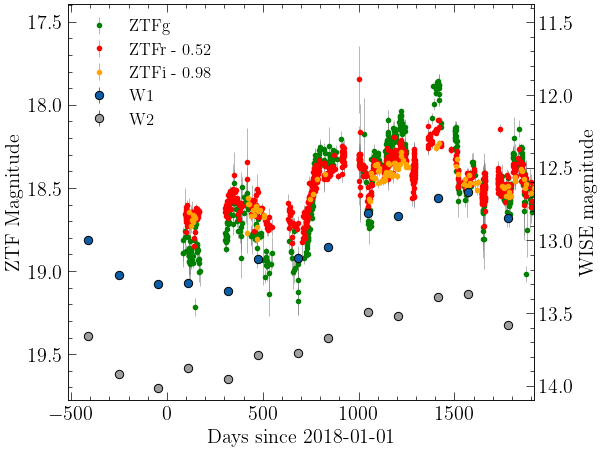 ZTFg
ZTFr - 0.52
ZTFi - 0.98
W1
W2
17.5
18.0
18.5
19.0
19.5
ZTF Magnitude
11.5
12.0
12.5
13.0
13.5
14.0
WISE magnitude
−500
0
500
1000
1500
Days since 2018-01-01